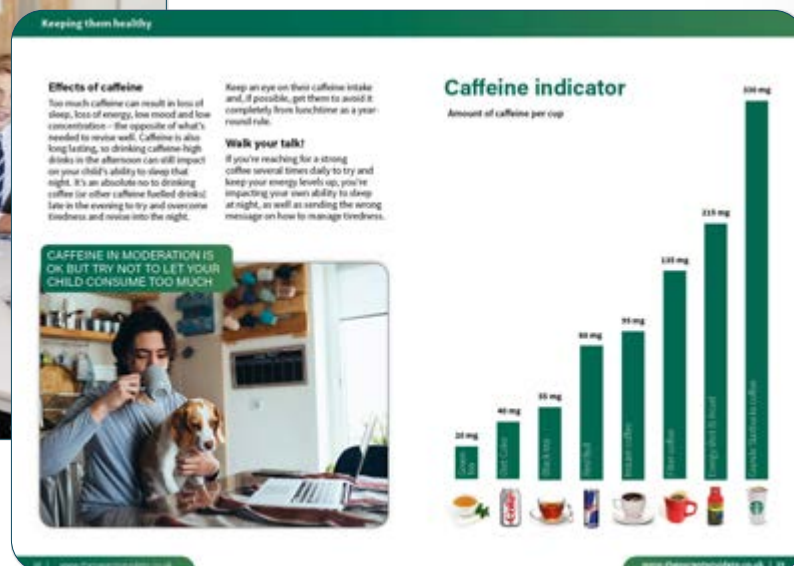 Keeping them healthy
Effects of caffeine
Too much caffeine can result in loss of
sleep, loss of energy, low mood and low
concentration – the opposite of what's
needed to revise well. Caffeine is also
long lasting, so drinking caffeine-high
drinks in the afternoon can still impact
on your child's ability to sleep that
night. It's an absolute no to drinking
coffee (or other caffeine fuelled drinks)
late in the evening to try and overcome
tiredness and revise into the night.
Keep an eye on their caffeine intake
and, if possible, get them to avoid it
completely from lunchtime as a year-
round rule.
Walk your talk!
If you're reaching for a strong
coffee several times daily to try and
keep your energy levels up, you're
impacting your own ability to sleep
at night, as well as sending the wrong
message on how to manage tiredness.
CAFFEINE IN MODERATION IS
OK BUT TRY NOT TO LET YOUR
CHILD CONSUME TOO MUCH
Caffeine indicator
Amount of caffeine per cup
20 mg
Green
tea
40 mg
Diet Coke
55 mg
Black tea
80 mg
Red Bull
95 mg
Instant coffee
135 mg
Filter coffee
215 mg
Energy shot
330 mg
Grande Starbucks coffee